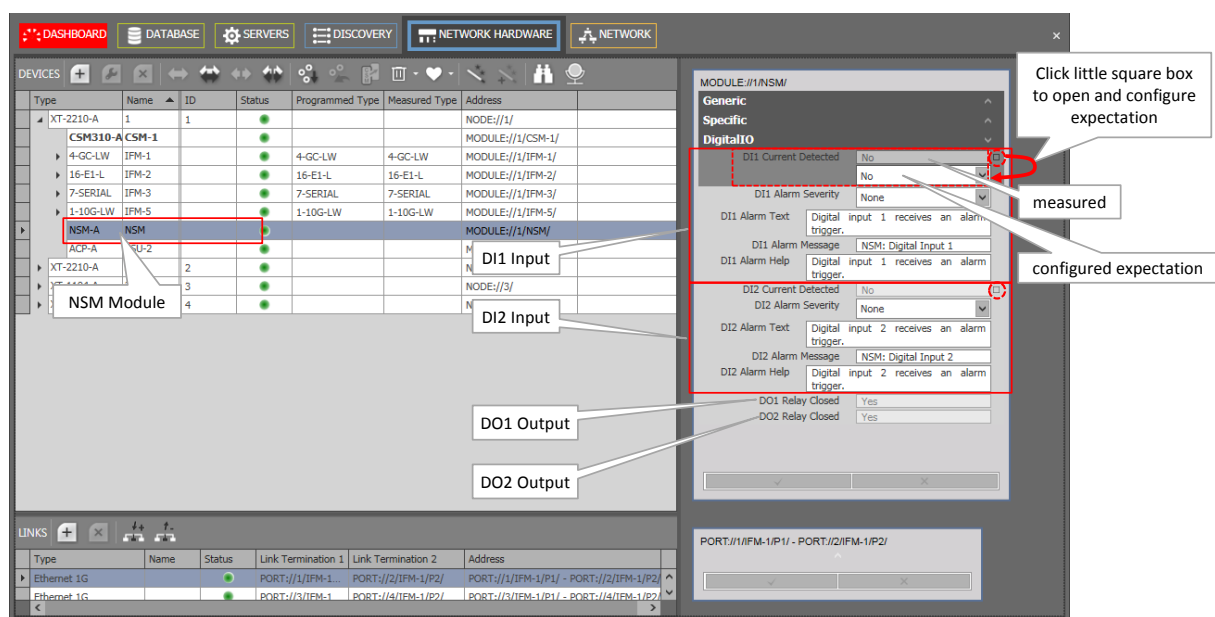 DASHBOARD DATABASE SERVERS DISCOVERY NETWORK HARDWARE NETWORK
DEVICES
Type Name ID Status Programmed Type Measured Type Address
XT-2210-A 1 1 NODE://1/
CSM310-A CSM-1 MODULE://1/CSM-1/
4-GC-LW IFM-1 4-GC-LW 4-GC-LW MODULE://1/IFM-1/
16-E1-L IFM-2 16-E1-L 16-E1-L MODULE://1/IFM-2/
7-SERIAL IFM-3 7-SERIAL 7-SERIAL MODULE://1/IFM-3/
1-10G-LW IFM-5 1-10G-LW 1-10G-LW MODULE://1/IFM-5/
NSM-A NSM MODULE://1/NSM/
ACP-A
XT-2210-A 2
3 NODE://3/
4
NSM Module
DI1 Input
DI2 Input
DO1 Output
DO2 Output
MODULE://1/NSM/
Generic
Specific
DigitalIO
DI1 Current Detected No
No
DI1 Alarm Severity None
DI1 Alarm Text Digital input 1 receives an alarm
trigger.
DI1 Alarm Message NSM: Digital Input 1
DI1 Alarm Help Digital input 1 receives an alarm
trigger.
DI2 Current Detected No
DI2 Alarm Severity None
DI2 Alarm Text Digital input 2 receives an alarm
trigger.
DI2 Alarm Message NSM: Digital Input 2
DI2 Alarm Help Digital input 2 receives an alarm
trigger.
DO1 Relay Closed Yes
DO2 Relay Closed Yes
Click little square box
to open and configure
expectation
measured
configured expectation
LINKS
Type Name Status Link Termination 1 Link Termination 2 Address
Ethernet 1G PORT://1/IFM-1... PORT://2/IFM-1/P2/ PORT://1/IFM-1/P1/ - PORT://2/IFM-1/P2/
Ethernet 1G PORT://3/IFM-1 PORT://4/IFM-1/P2/ PORT://3/IFM-1/P1/ - PORT://4/IFM-1/P2/
PORT://1/IFM-1/P1/ - PORT://2/IFM-1/P2/